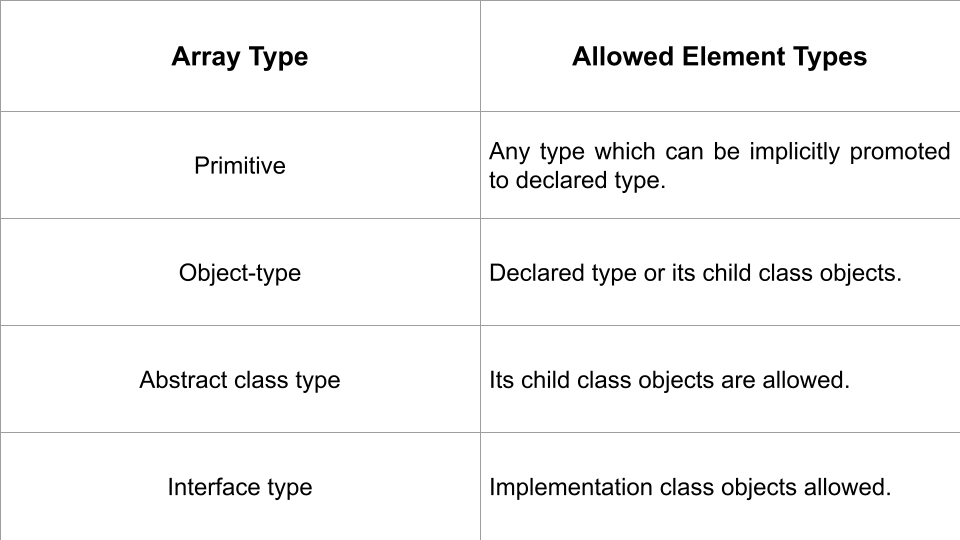 Array Type
Allowed Element Types
Primitive
Any type which can be implicitly promoted
to declared type.
Object-type
Declared type or its child class objects.
Abstract class type
Its child class objects are allowed.
Interface type
Implementation class objects allowed.